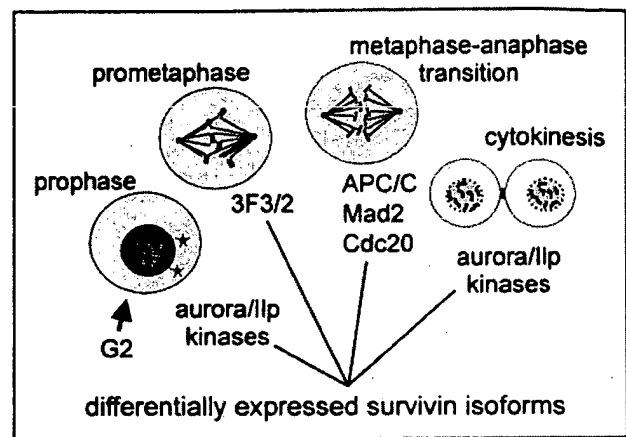 metaphase-anaphase
transition
prometaphase
cytokinesis
prophase
3F3/2
APC/C
Mad2
Cdc20
aurora/Ilp
kinases
aurora/Ilp
kinases
G2
differentially expressed survivin isoforms